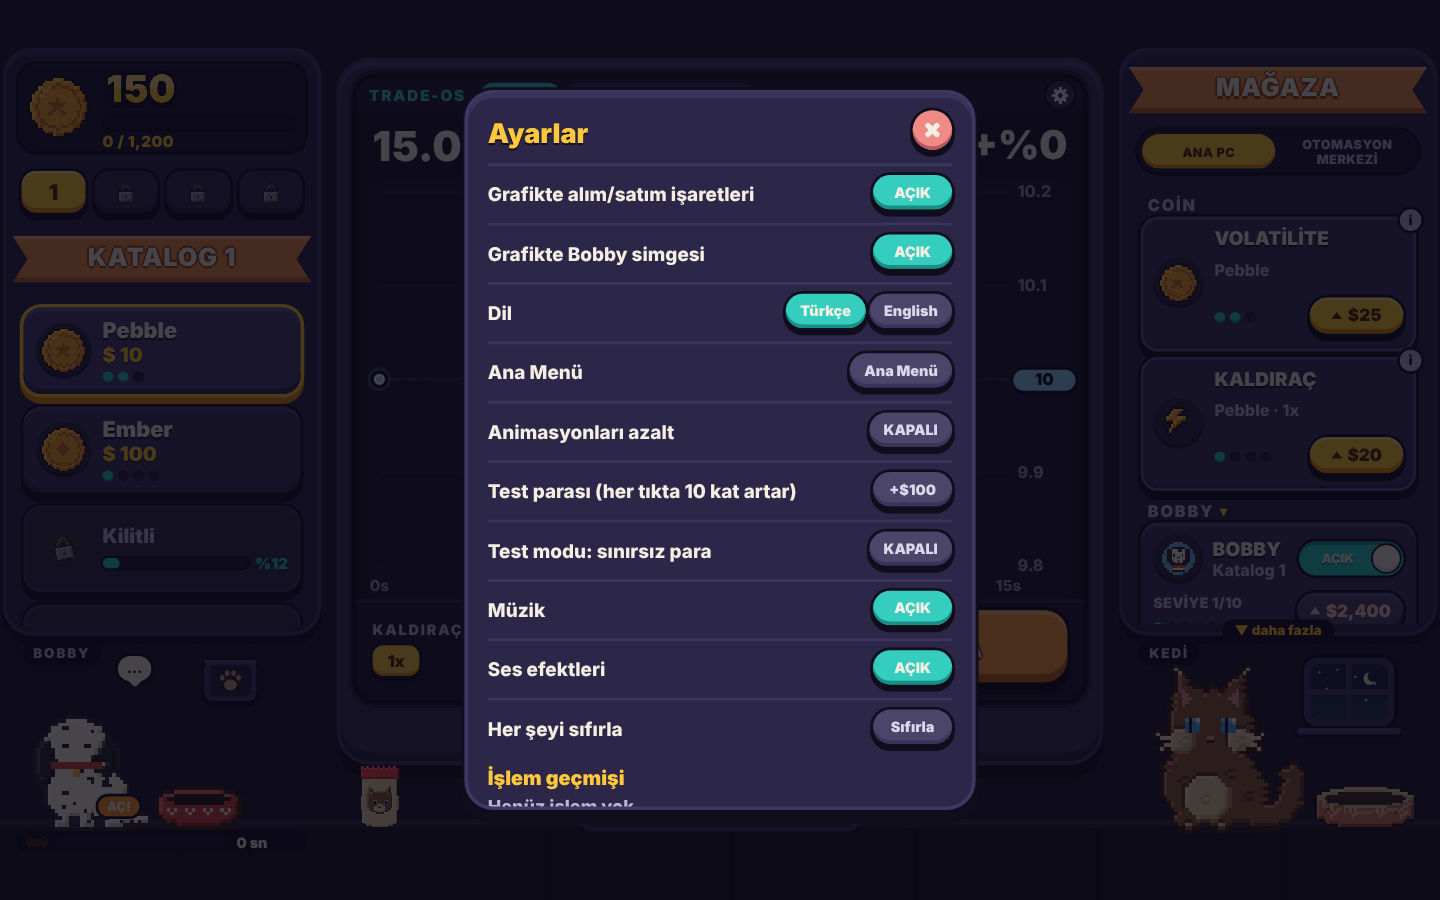 150
0 / 1,200
1
KATALOG 1
Pebble
$ 10
Ember
$ 100
Kilitli
%12
BOBBY
AÇI
0 sn
TRADE-OS
15.0
+%0
10.2
10.1
10
9.9
9.8
0s
15s
KALDIRAÇ
1x
Ayarlar
Grafikte alım/satım işaretleri
AÇIK
Grafikte Bobby simgesi
AÇIK
Dil
Türkçe
English
Ana Menü
Ana Menü
Animasyonları azalt
KAPALI
Test parası (her tıkta 10 kat artar)
+$100
Test modu: sınırsız para
KAPALI
Müzik
AÇIK
Ses efektleri
AÇIK
Her şeyi sıfırla
Sıfırla
İşlem geçmişi
Henüz işlem yok
MAĞAZA
ANA PC
OTOMASYON
MERKEZİ
COİN
VOLATİLİTE
Pebble
$25
KALDIRAÇ
Pebble · 1x
$20
BOBBY
BOBBY
Katalog 1
AÇIK
SEVİYE 1/10
$2,400
daha fazla
KEDİ